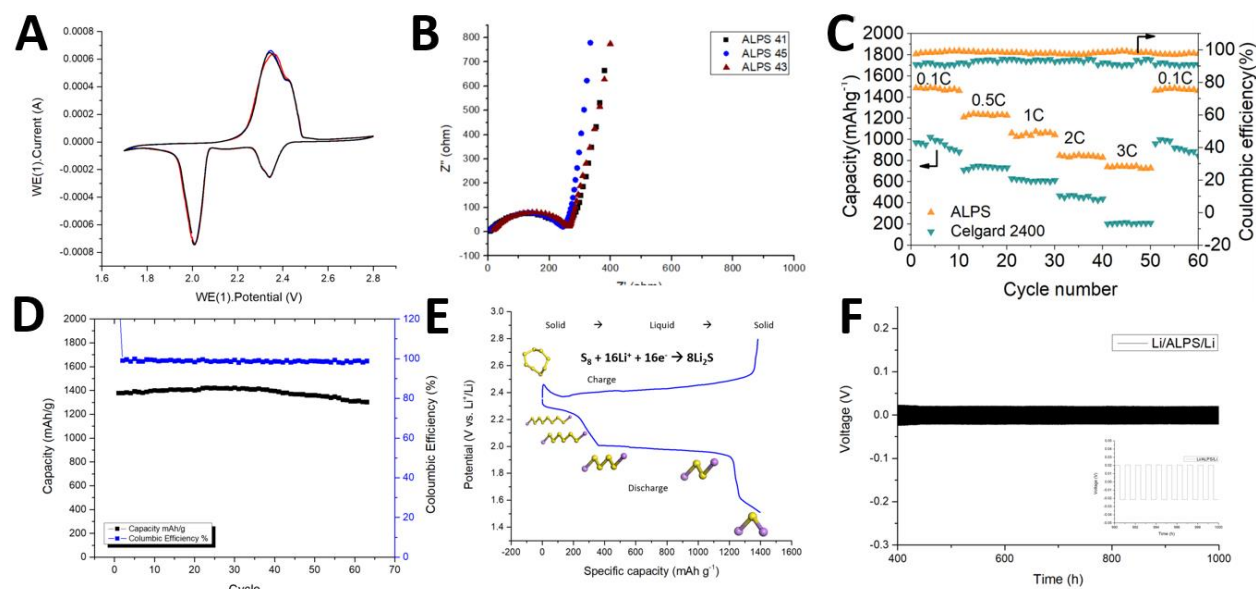 A
0.0008
0.0006
0.0004
0.0002
0.0000
-0.0002
-0.0004
-0.0006
-0.0008
WE(1).Current (A)
1.6 1.8 2.0 2.2 2.4 2.6 2.8
WE(1).Potential (V)
B
800
700
600
500
400
300
200
100
0
-100
Z'' (ohm)
ALPS 41
ALPS 45
ALPS 43
0 200 400 600 800 1000
Z' (ohm)
C
2000
1800
1600
1400
1200
1000
800
600
400
200
0
Capacity(mAhg⁻¹)
0.1C
0.5C
1C
2C
3C
0.1C
ALPS
Celgard 2400
100
80
60
40
20
0
-20
Coulombic efficiency(%)
0 10 20 30 40 50 60
Cycle number
D
2000
1800
1600
1400
1200
1000
800
600
400
200
0
Capacity (mAh/g)
Capacity mAh/g
Columbic Efficiency %
120
100
80
60
40
20
0
Coloumbic Efficiency (%)
0 10 20 30 40 50 60 70
Cycle
E
3.0
2.8
2.6
2.4
2.2
2.0
1.8
1.6
1.4
Potential (V vs. Li⁺/Li)
Solid → Liquid → Solid
S₈ + 16Li⁺ + 16e⁻ → 8Li₂S
Charge
Discharge
-200 0 200 400 600 800 1000 1200 1400 1600
Specific capacity (mAh g⁻¹)
F
0.2
0.1
0.0
-0.1
-0.2
-0.3
Voltage (V)
Li/ALPS/Li
Voltage (V)
Time (h)
400 600 800 1000
Time (h)